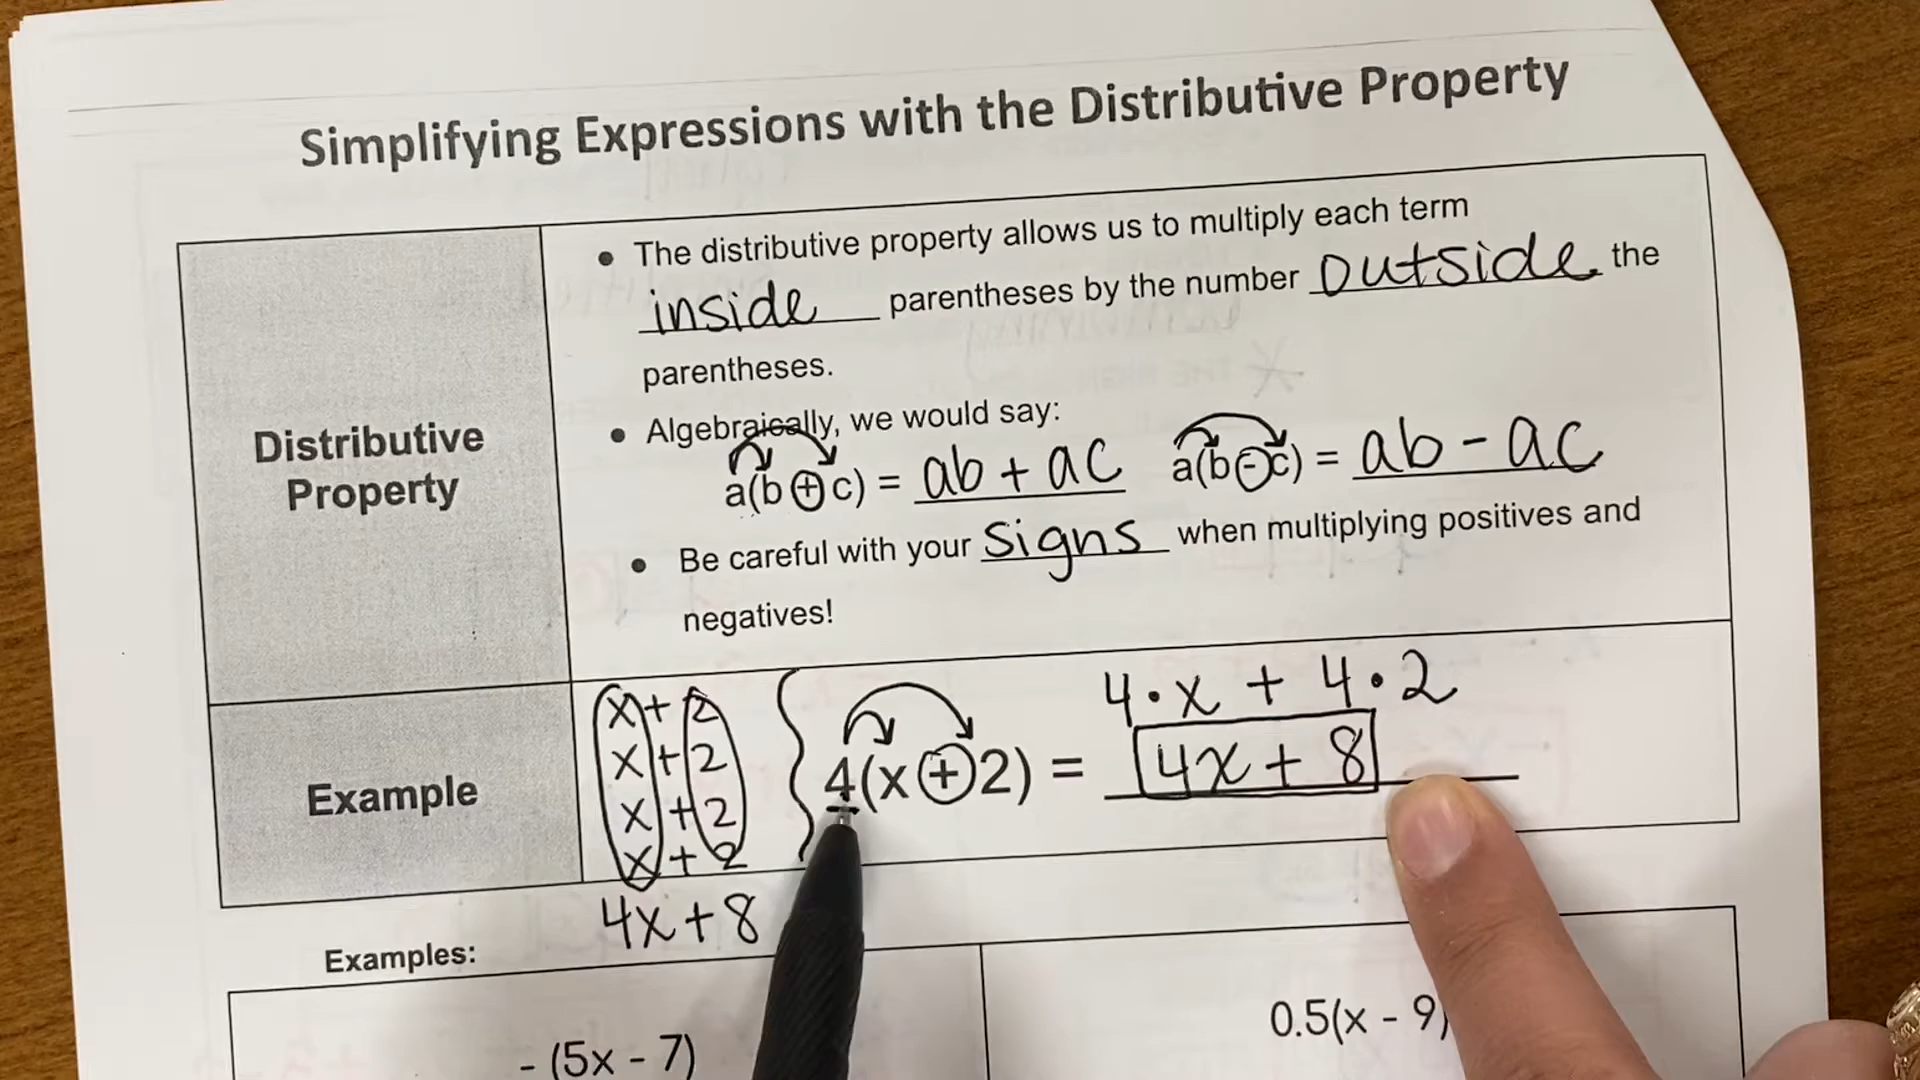 Simplifying Expressions with the Distributive Property
Distributive
Property
• The distributive property allows us to multiply each term
inside parentheses by the number outside the
parentheses.
• Algebraically, we would say:
a(b + c) = ab + ac a(b - c) = ab - ac
• Be careful with your signs when multiplying positives and
negatives!
Example
x + 2
x + 2
x + 2
x + 2
4x + 8
4 • x + 4 • 2
4(x + 2) = 4x + 8
Examples:
- (5x - 7)
0.5(x - 9)